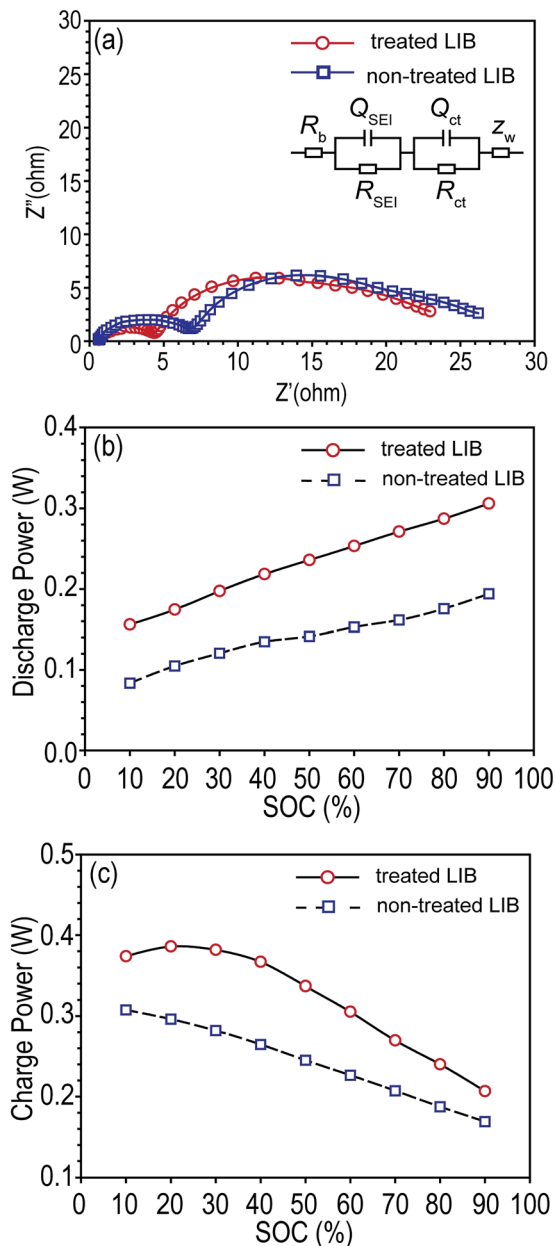 (a)
treated LIB
non-treated LIB
Q_SEI Q_ct
R_b z_w
R_SEI R_ct
Z"(ohm)
30
25
20
15
10
5
0
0 5 10 15 20 25 30
Z'(ohm)
(b)
treated LIB
non-treated LIB
Discharge Power (W)
0.4
0.3
0.2
0.1
0.0
0 10 20 30 40 50 60 70 80 90 100
SOC (%)
(c)
treated LIB
non-treated LIB
Charge Power (W)
0.5
0.4
0.3
0.2
0.1
0 10 20 30 40 50 60 70 80 90 100
SOC (%)